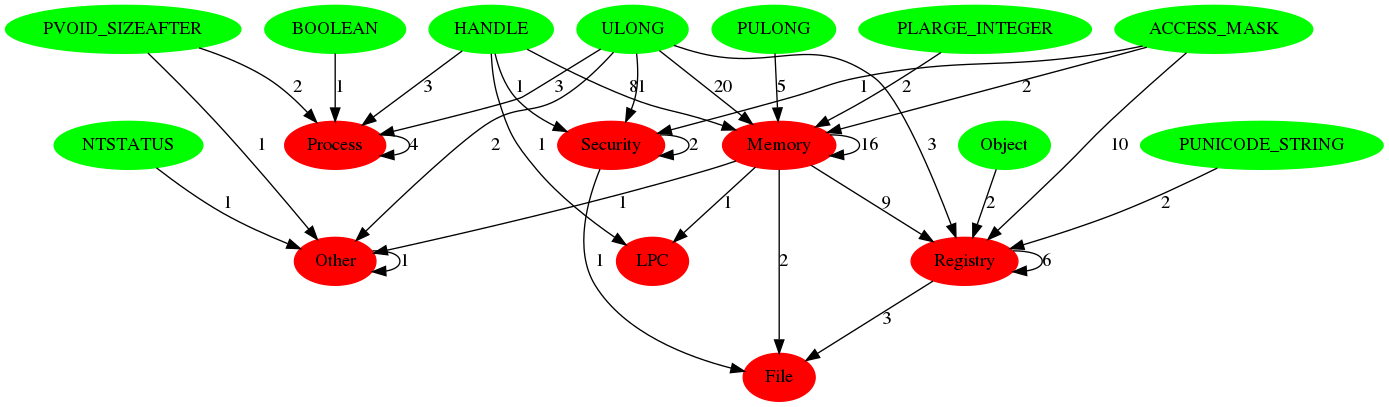 PVOID_SIZEAFTER BOOLEAN HANDLE ULONG PULONG PLARGE_INTEGER ACCESS_MASK
2 1 3 1 3 8 1 20 5 2 1 2
NTSTATUS Process 4 1 Security 2 Memory 16 3 Object 10 PUNICODE_STRING
1 1 2 1 1 9 2 2
Other 1 1 LPC 2 Registry 6
3
File